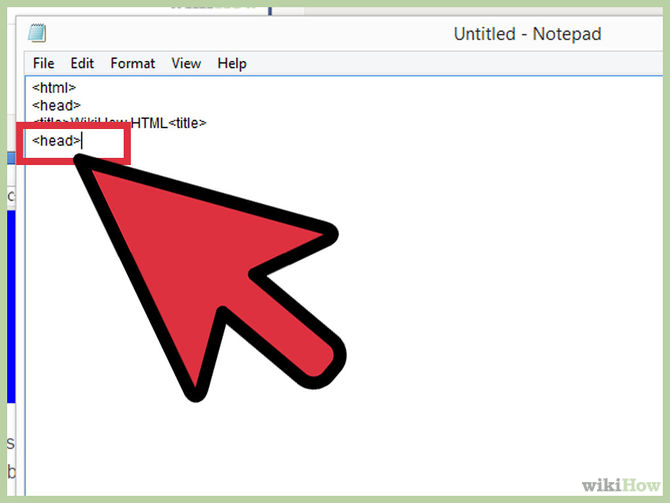 Untitled - Notepad
File Edit Format View Help
<html>
<head>
<title>WikiHow HTML<title>
<head>
wikiHow